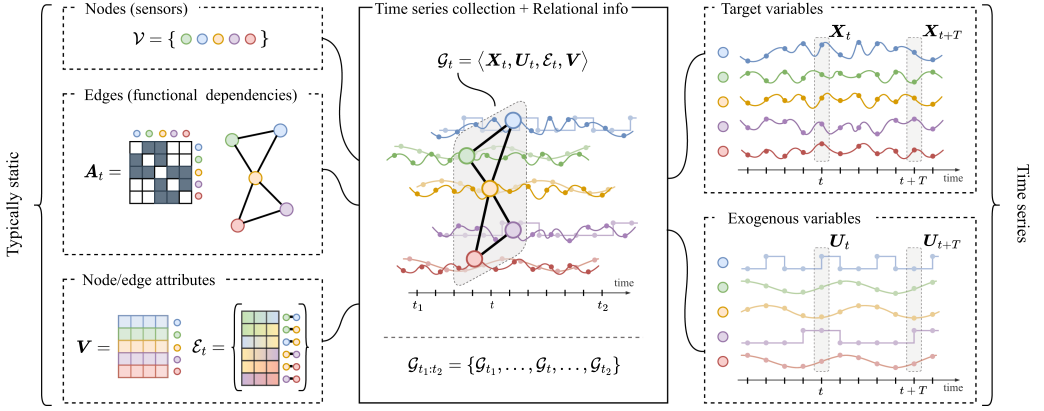 Typically static
Nodes (sensors)
𝒱 = { }
Edges (functional dependencies)
A_t =
Node/edge attributes
V =
ℰ_t =
Time series collection + Relational info
𝒢_t = ⟨X_t, U_t, ℰ_t, V⟩
time
t_1 t t_2
𝒢_{t_1:t_2} = {𝒢_{t_1}, . . . , 𝒢_t, . . . , 𝒢_{t_2}}
Target variables
X_t X_{t+T}
t t + T time
Exogenous variables
U_t U_{t+T}
t t + T time
Time series